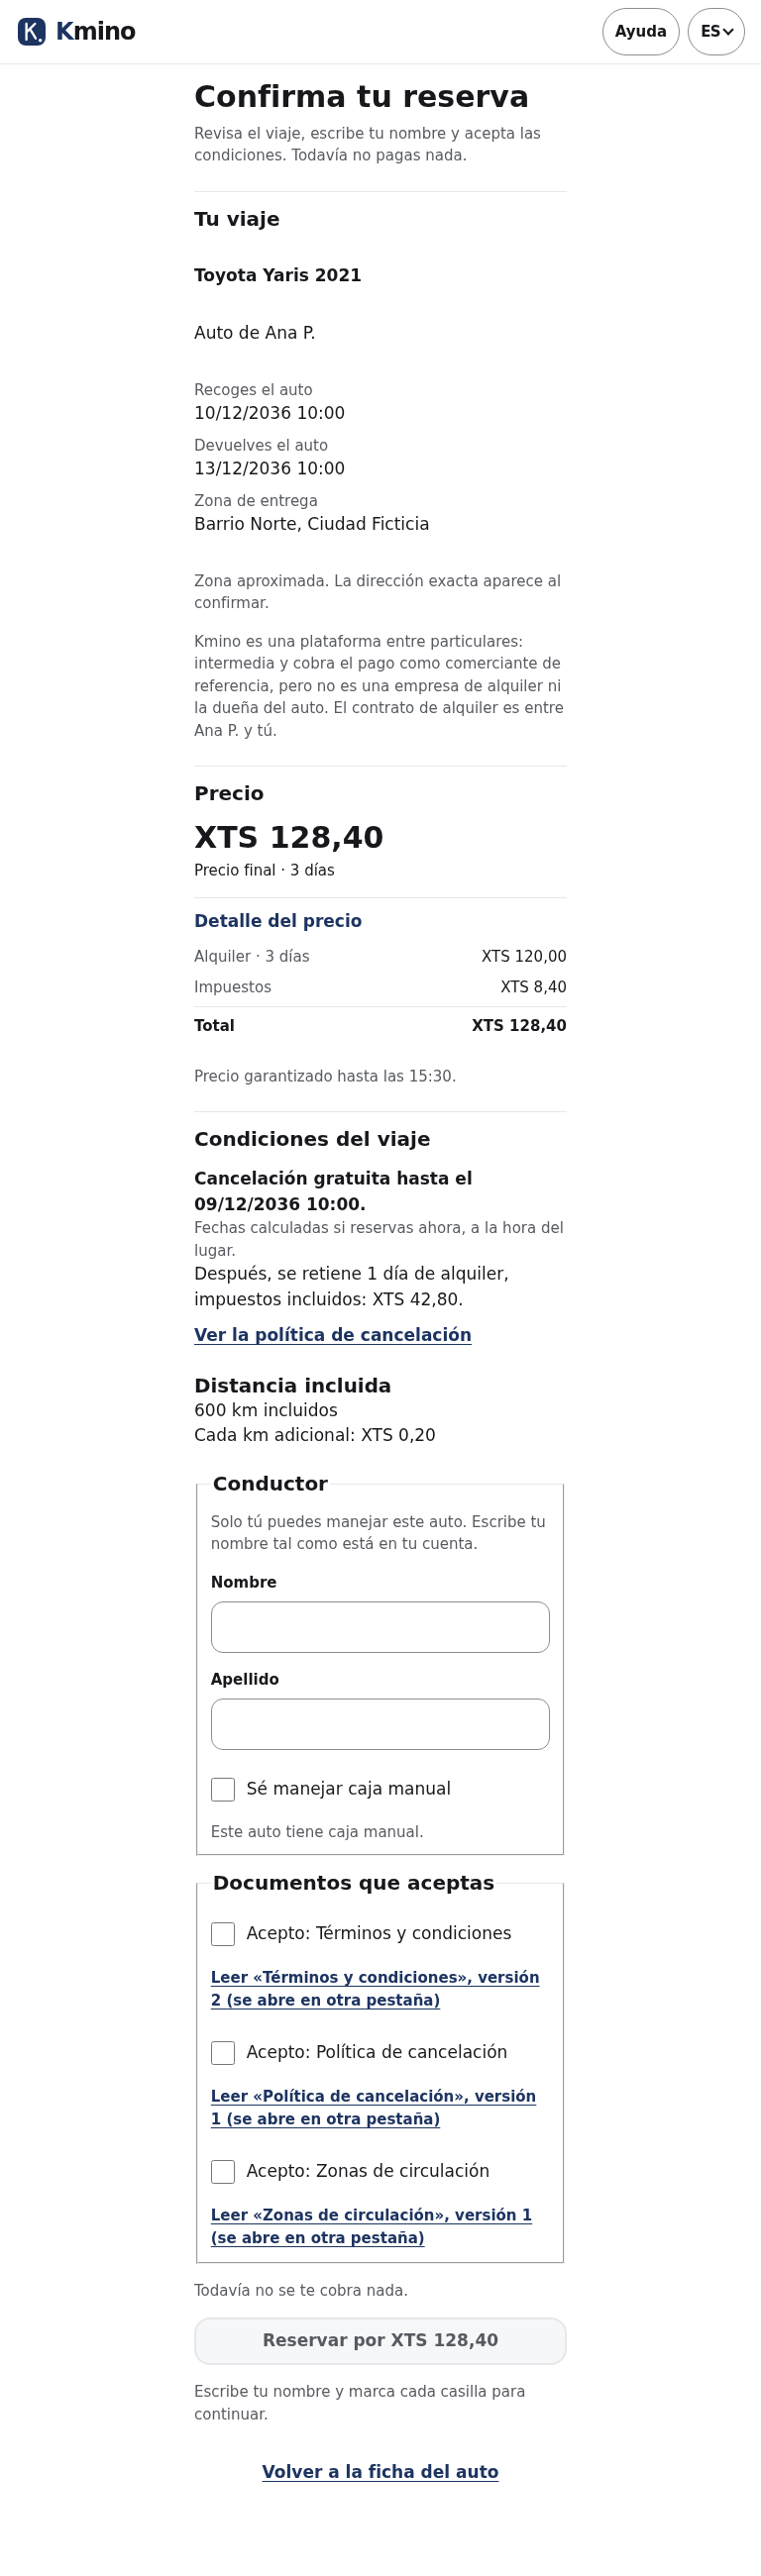 Kmino
Ayuda
ES
Confirma tu reserva
Revisa el viaje, escribe tu nombre y acepta las
condiciones. Todavía no pagas nada.
Tu viaje
Toyota Yaris 2021
Auto de Ana P.
Recoges el auto
10/12/2036 10:00
Devuelves el auto
13/12/2036 10:00
Zona de entrega
Barrio Norte, Ciudad Ficticia
Zona aproximada. La dirección exacta aparece al
confirmar.
Kmino es una plataforma entre particulares:
intermedia y cobra el pago como comerciante de
referencia, pero no es una empresa de alquiler ni
la dueña del auto. El contrato de alquiler es entre
Ana P. y tú.
Precio
XTS 128,40
Precio final · 3 días
Detalle del precio
Alquiler · 3 días XTS 120,00
Impuestos XTS 8,40
Total XTS 128,40
Precio garantizado hasta las 15:30.
Condiciones del viaje
Cancelación gratuita hasta el
09/12/2036 10:00.
Fechas calculadas si reservas ahora, a la hora del
lugar.
Después, se retiene 1 día de alquiler,
impuestos incluidos: XTS 42,80.
Ver la política de cancelación
Distancia incluida
600 km incluidos
Cada km adicional: XTS 0,20
Conductor
Solo tú puedes manejar este auto. Escribe tu
nombre tal como está en tu cuenta.
Nombre
Apellido
Sé manejar caja manual
Este auto tiene caja manual.
Documentos que aceptas
Acepto: Términos y condiciones
Leer «Términos y condiciones», versión
2 (se abre en otra pestaña)
Acepto: Política de cancelación
Leer «Política de cancelación», versión
1 (se abre en otra pestaña)
Acepto: Zonas de circulación
Leer «Zonas de circulación», versión 1
(se abre en otra pestaña)
Todavía no se te cobra nada.
Reservar por XTS 128,40
Escribe tu nombre y marca cada casilla para
continuar.
Volver a la ficha del auto